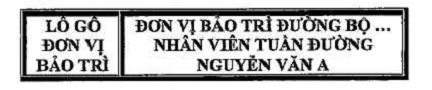 LÔ GÔ
ĐƠN VỊ
BẢO TRÌ
ĐƠN VỊ BẢO TRÌ ĐƯỜNG BỘ ...
NHÂN VIÊN TUẦN ĐƯỜNG
NGUYỄN VĂN A